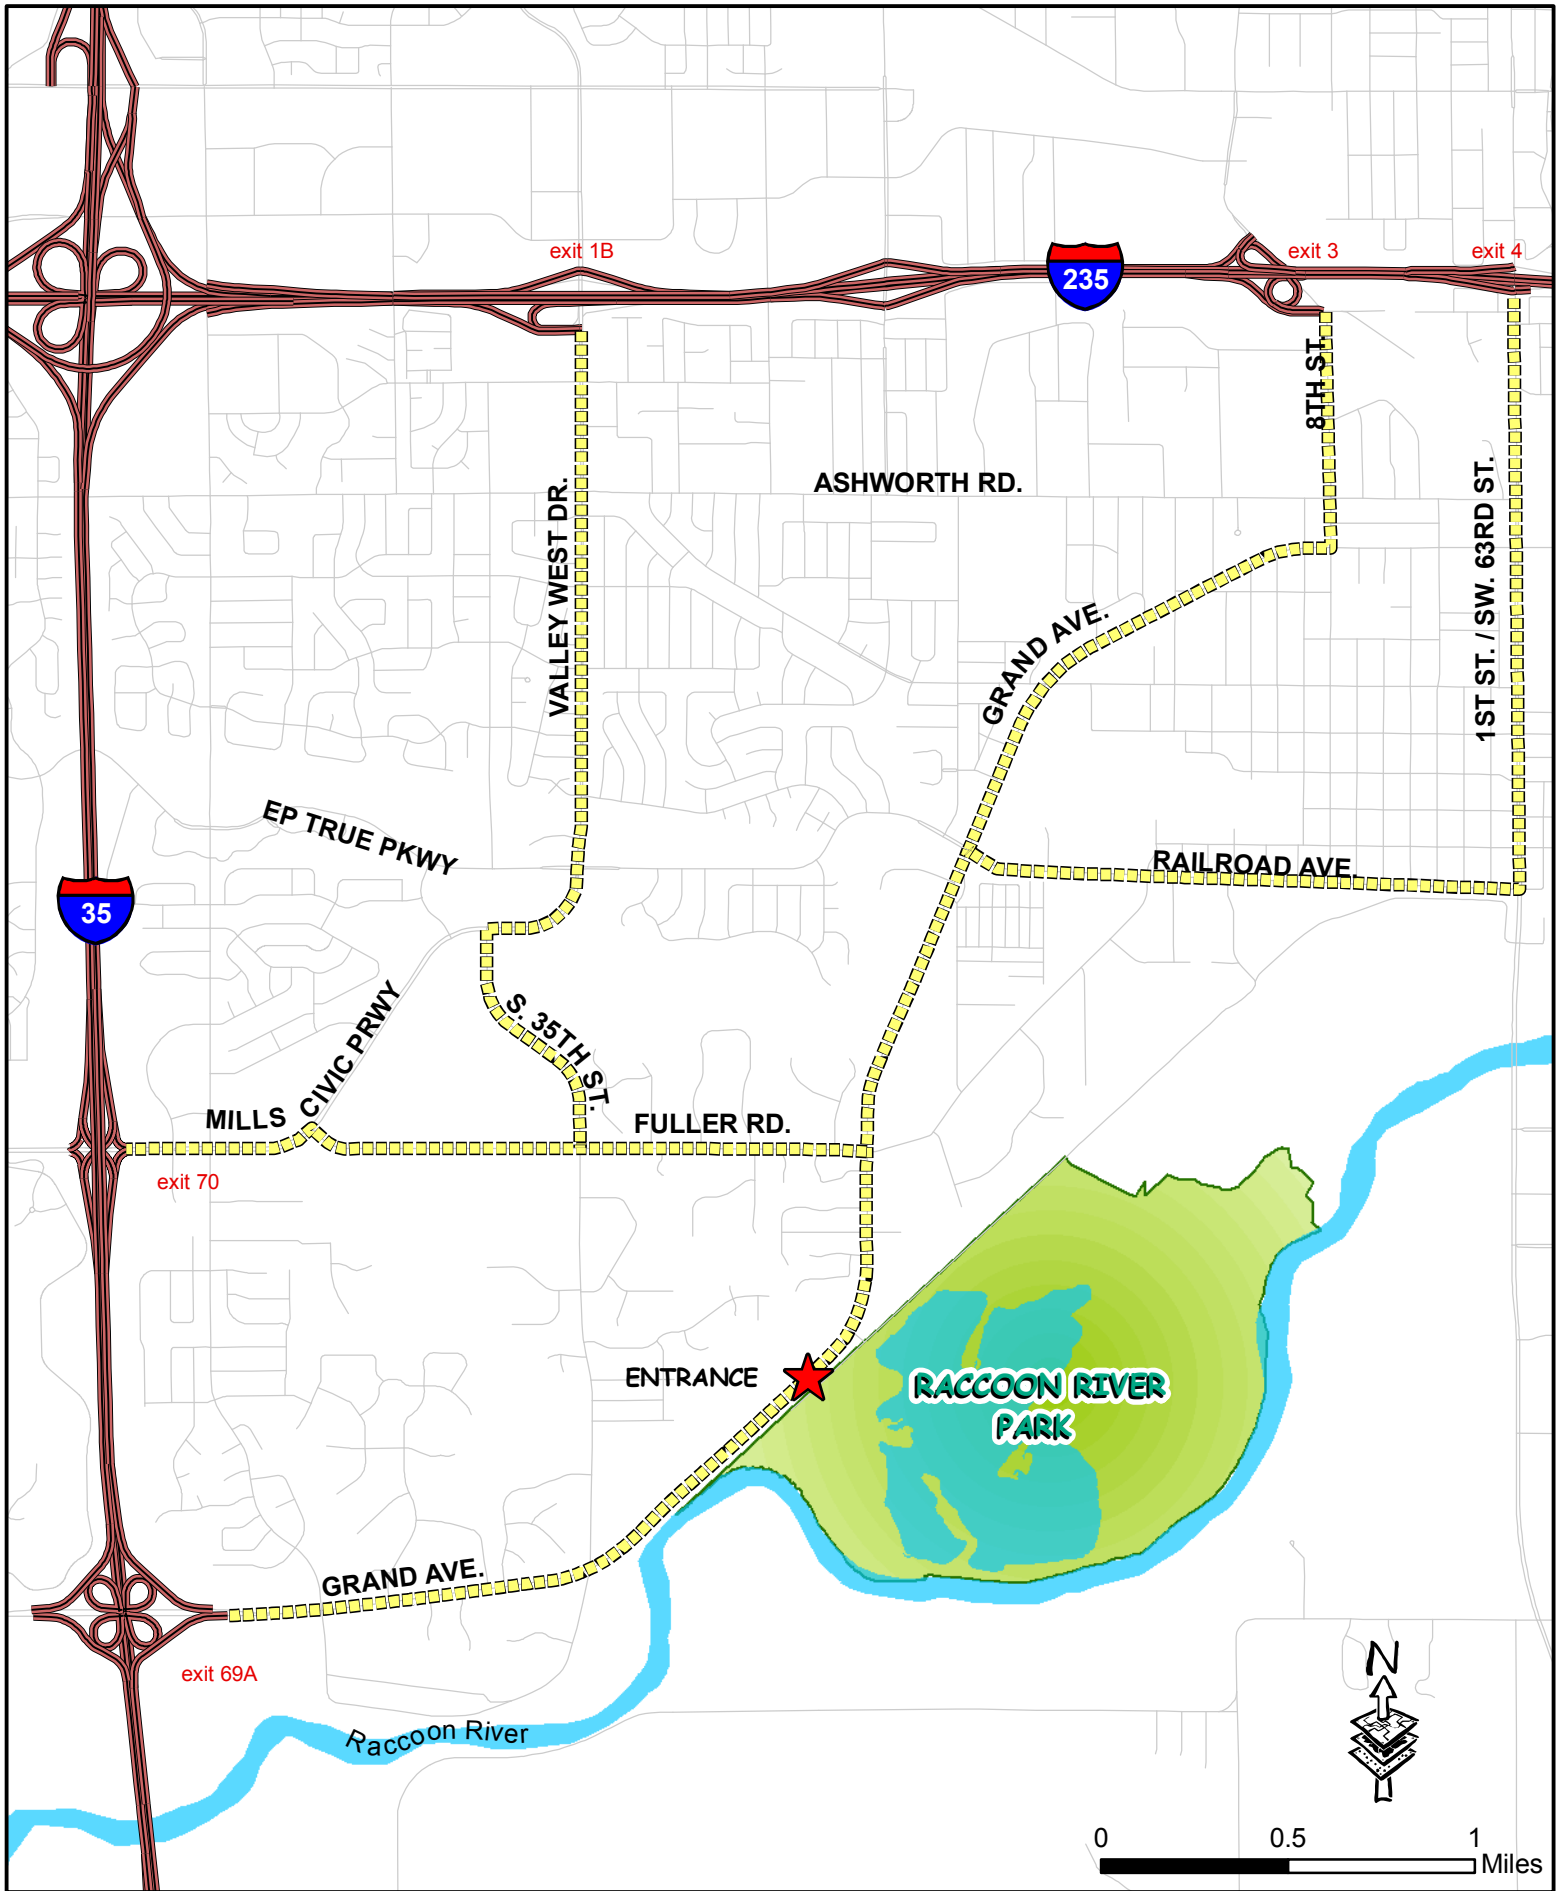 exit 1B
exit 3
exit 4
235
8TH ST.
ASHWORTH RD.
VALLEY WEST DR.
1ST ST. / SW. 63RD ST.
GRAND AVE.
EP TRUE PKWY
RAILROAD AVE.
35
S. 35TH ST.
MILLS CIVIC PRWY
FULLER RD.
exit 70
ENTRANCE
RACCOON RIVER
PARK
GRAND AVE.
exit 69A
N
Raccoon River
0 0.5 1
Miles